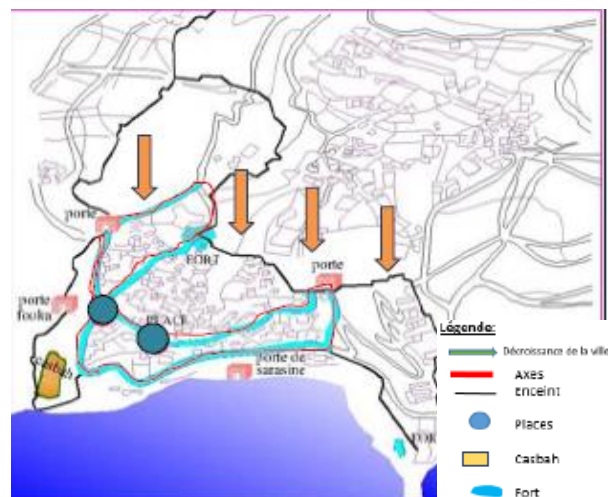 porte
FORT
porte
porte
fouka
PLACE
casbah
porte de
sarasine
FORT
Légende:
Décroissance de la ville
Axes
Enceint
Places
Casbah
Fort